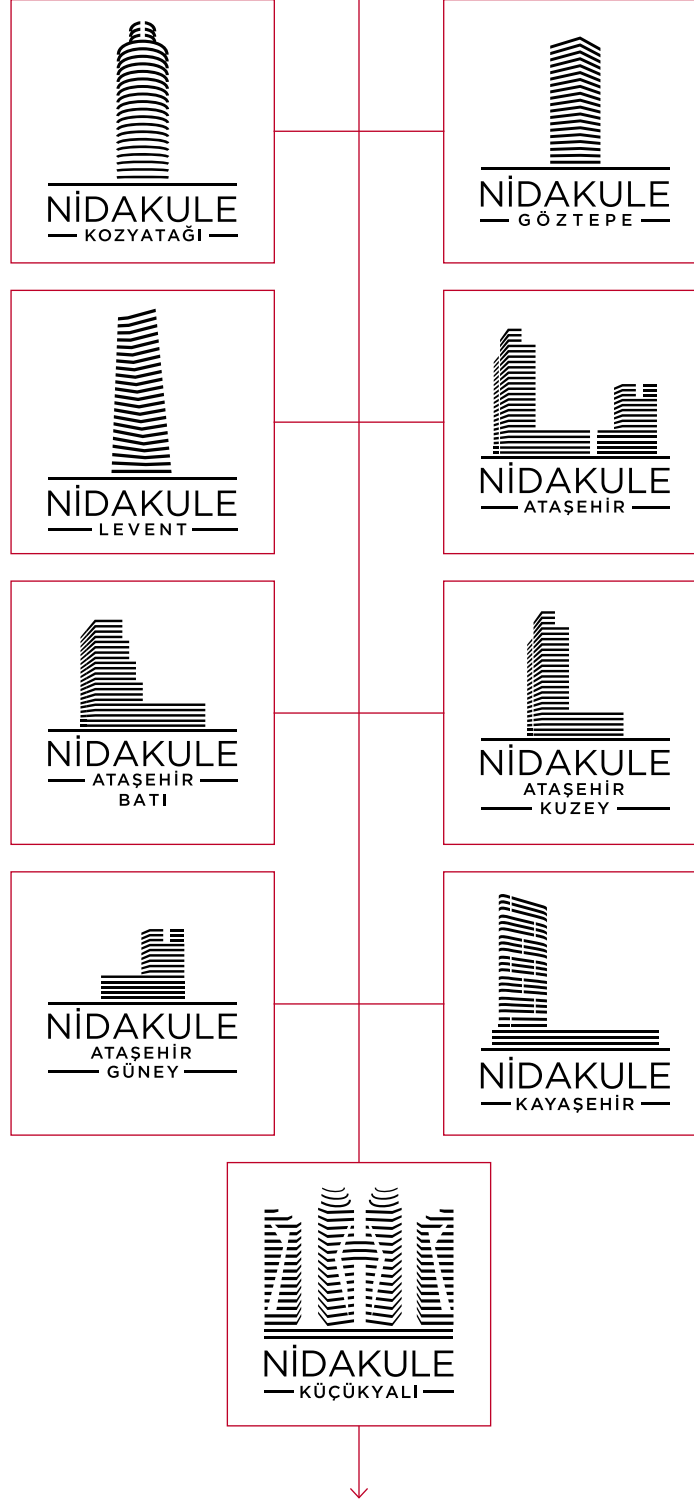 NİDAKULE
KOZYATAĞI
NİDAKULE
GÖZTEPE
NİDAKULE
LEVENT
NİDAKULE
ATAŞEHİR
NİDAKULE
ATAŞEHİR
BATI
NİDAKULE
ATAŞEHİR
KUZEY
NİDAKULE
ATAŞEHİR
GÜNEY
NİDAKULE
KAYAŞEHİR
NİDAKULE
KÜÇÜKYALI